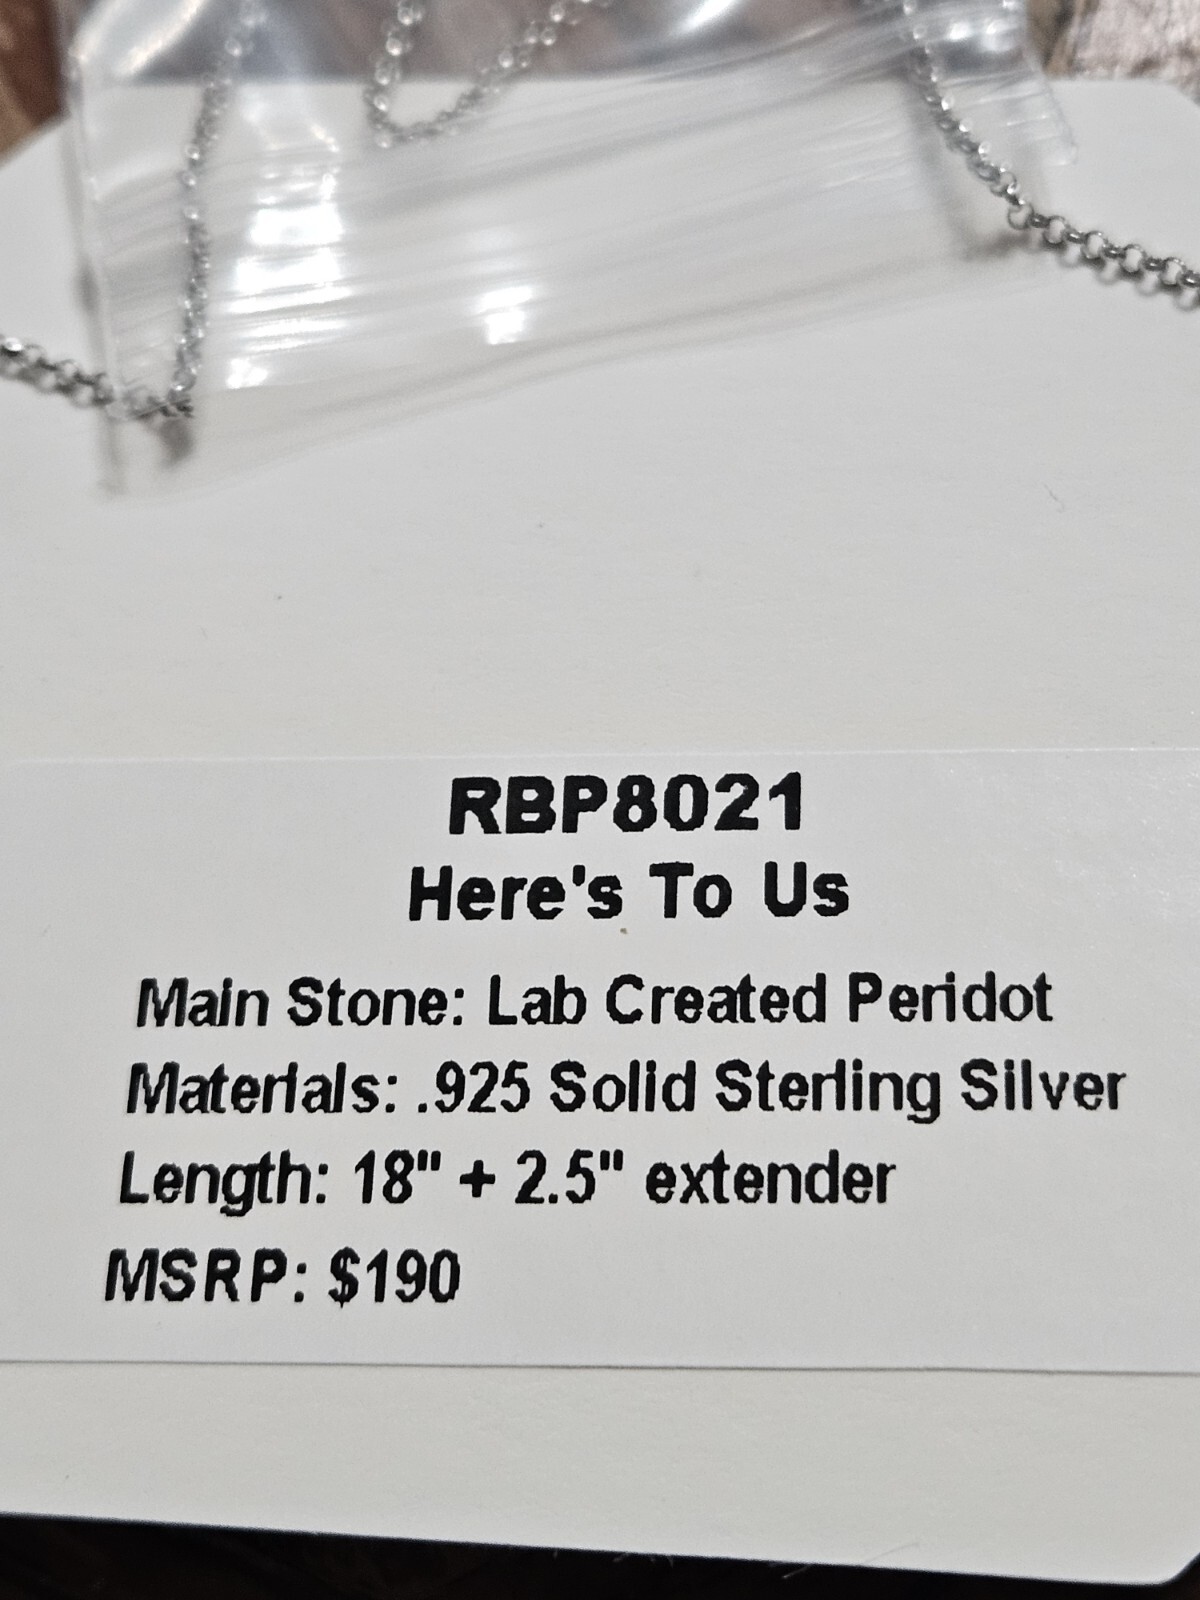 RBP8021
Here's To Us
Main Stone: Lab Created Peridot
Materials: .925 Solid Sterling Silver
Length: 18" + 2.5" extender
MSRP: $190